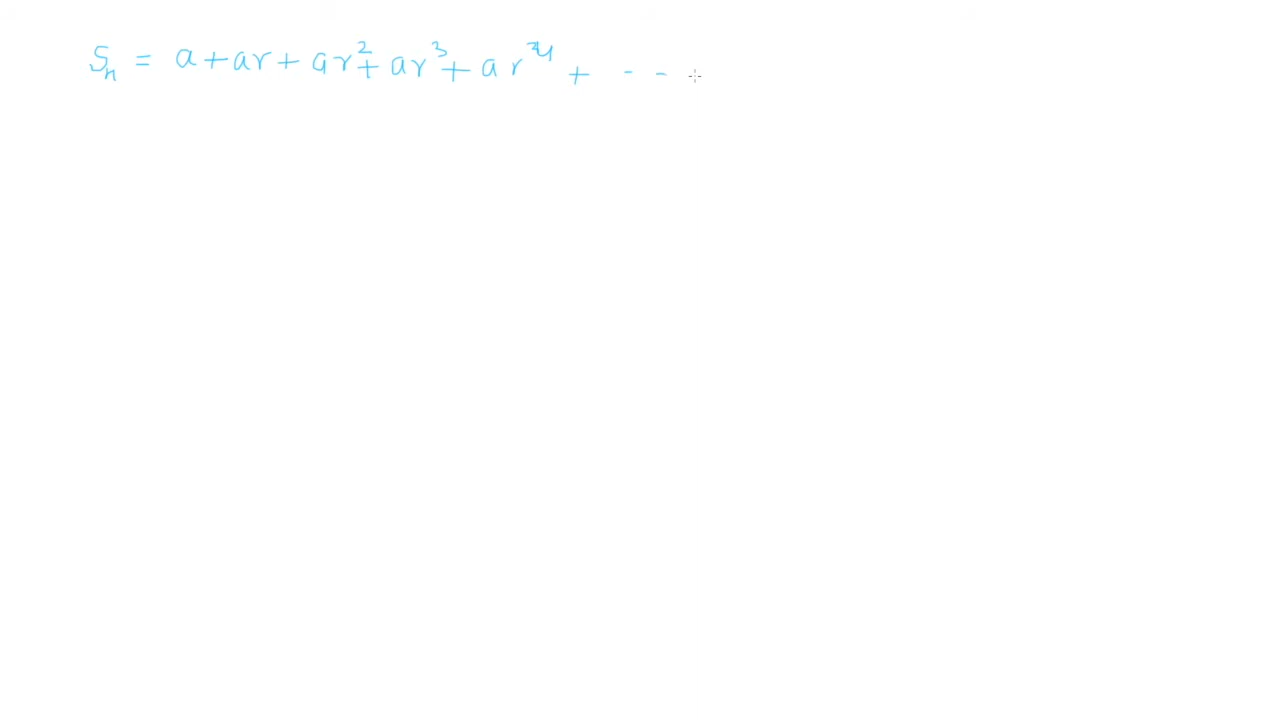 Sₙ = a + ar + ar² + ar³ + ar⁴ + - -